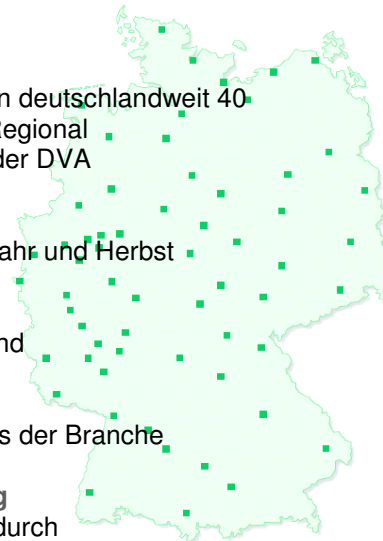 n deutschlandweit 40
Regional
der DVA
ahr und Herbst
nd
s der Branche
g
durch